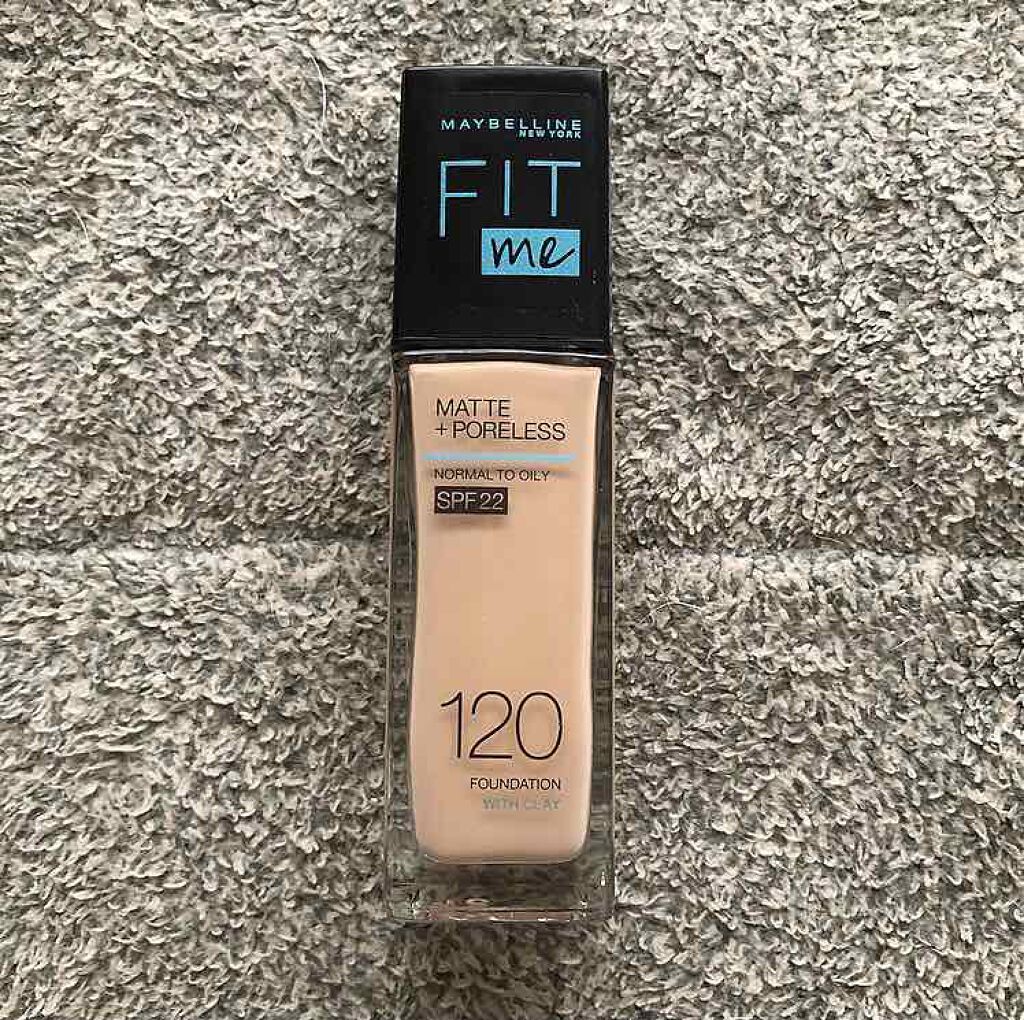 MAYBELLINE
NEW YORK
FIT
me
MATTE
+ PORELESS
NORMAL TO OILY
SPF 22
120
FOUNDATION
WITH CLAY